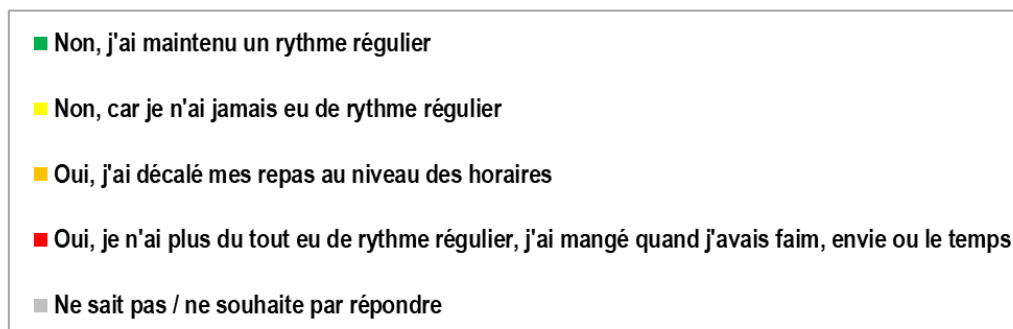 Non, j'ai maintenu un rythme régulier
Non, car je n'ai jamais eu de rythme régulier
Oui, j'ai décalé mes repas au niveau des horaires
Oui, je n'ai plus du tout eu de rythme régulier, j'ai mangé quand j'avais faim, envie ou le temps
Ne sait pas / ne souhaite par répondre